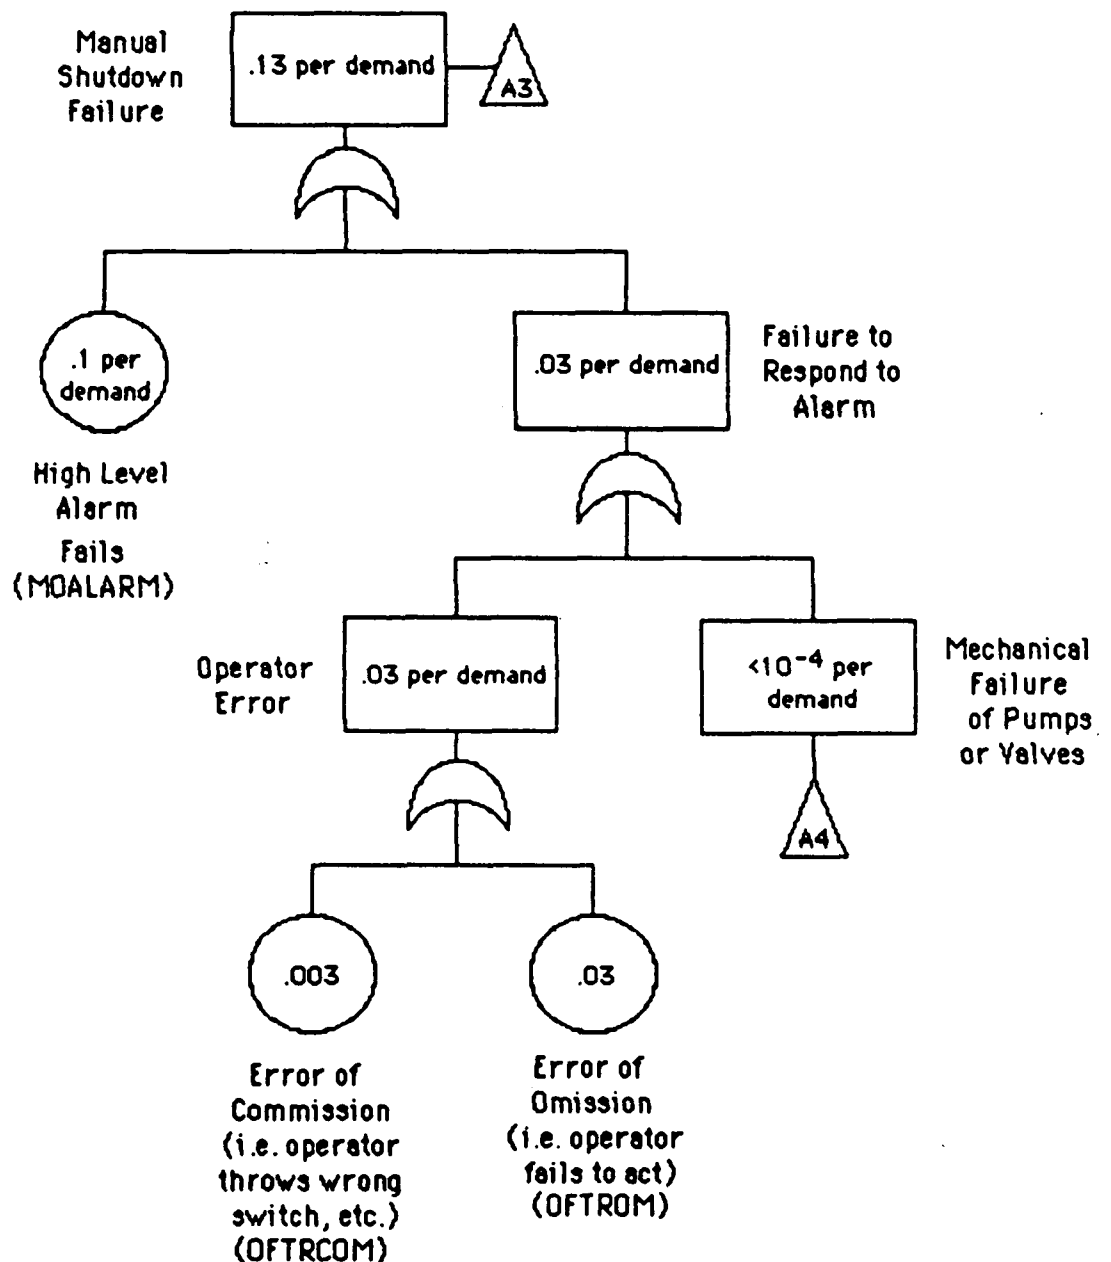 Manual
Shutdown
Failure
.13 per demand
A3
.1 per
demand
High Level
Alarm
Fails
(MOALARM)
.03 per demand
Failure to
Respond to
Alarm
Operator
Error
.03 per demand
<10⁻⁴ per
demand
Mechanical
Failure
of Pumps
or Valves
A4
.003
.03
Error of
Commission
(i.e. operator
throws wrong
switch, etc.)
(OFTRCOM)
Error of
Omission
(i.e. operator
fails to act)
(OFTROM)